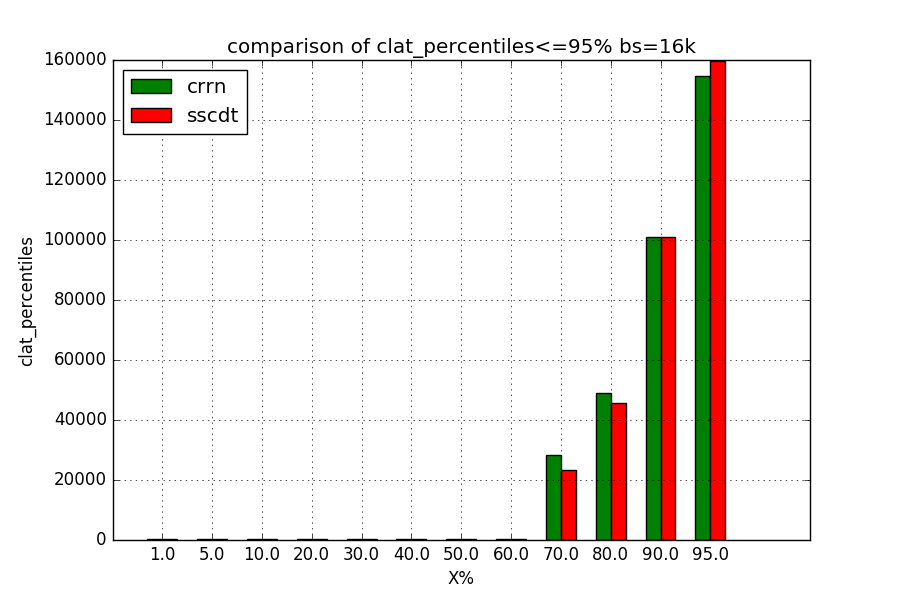 comparison of clat_percentiles<=95% bs=16k
crrn
sscdt
160000
140000
120000
100000
80000
60000
40000
20000
0
clat_percentiles
1.0 5.0 10.0 20.0 30.0 40.0 50.0 60.0 70.0 80.0 90.0 95.0
X%